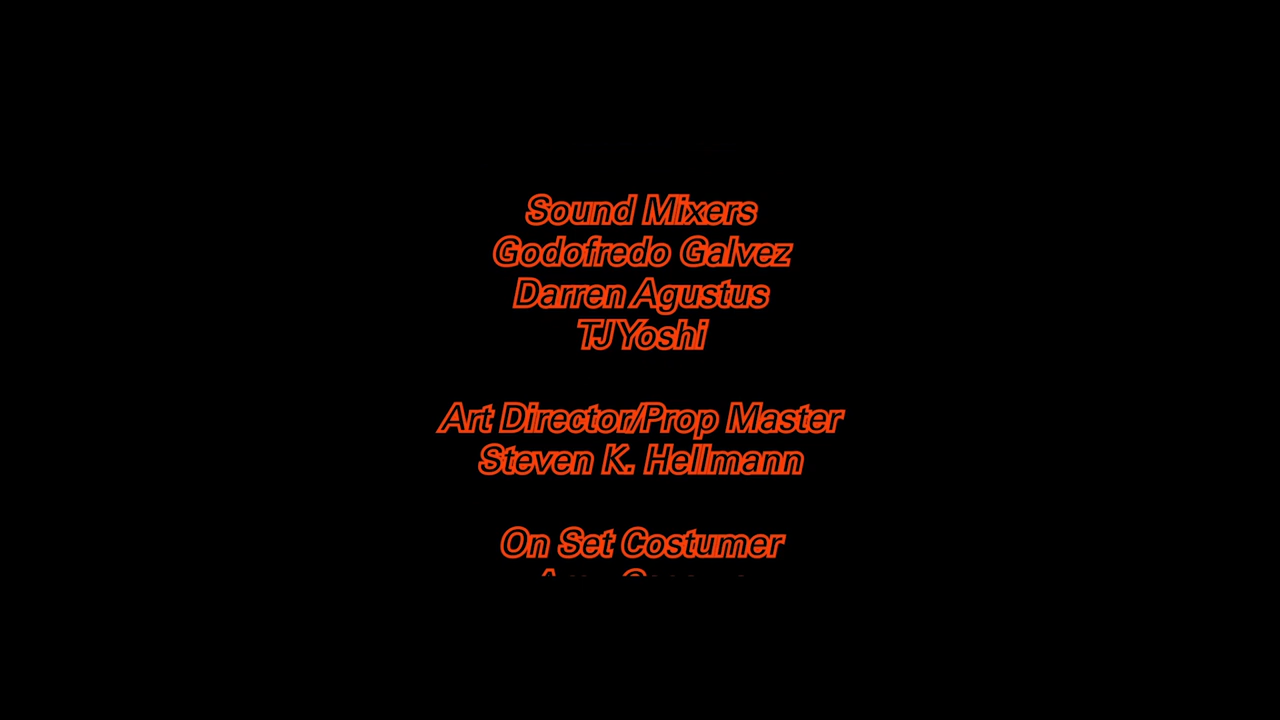 Sound Mixers
Godofredo Galvez
Darren Agustus
TJ Yoshi
Art Director/Prop Master
Steven K. Hellmann
On Set Costumer